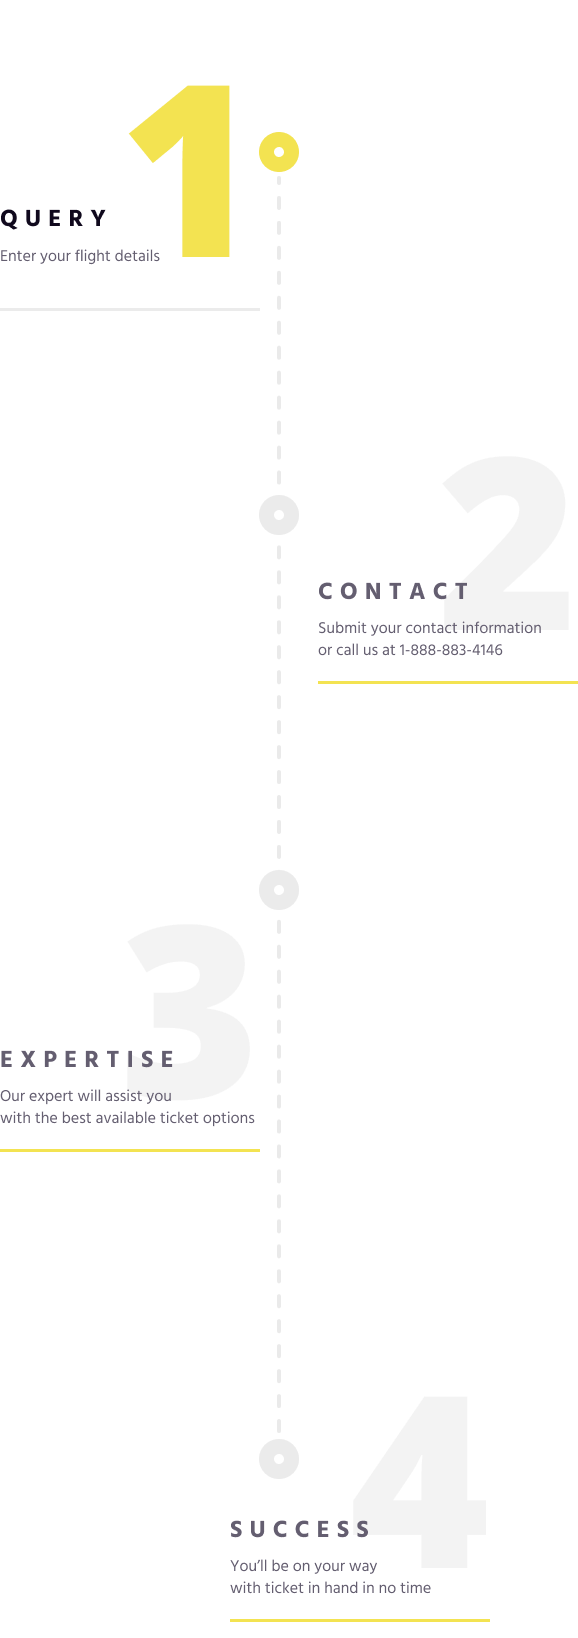 1
QUERY
Enter your flight details
2
CONTACT
Submit your contact information
or call us at 1-888-883-4146
3
EXPERTISE
Our expert will assist you
with the best available ticket options
4
SUCCESS
You’ll be on your way
with ticket in hand in no time